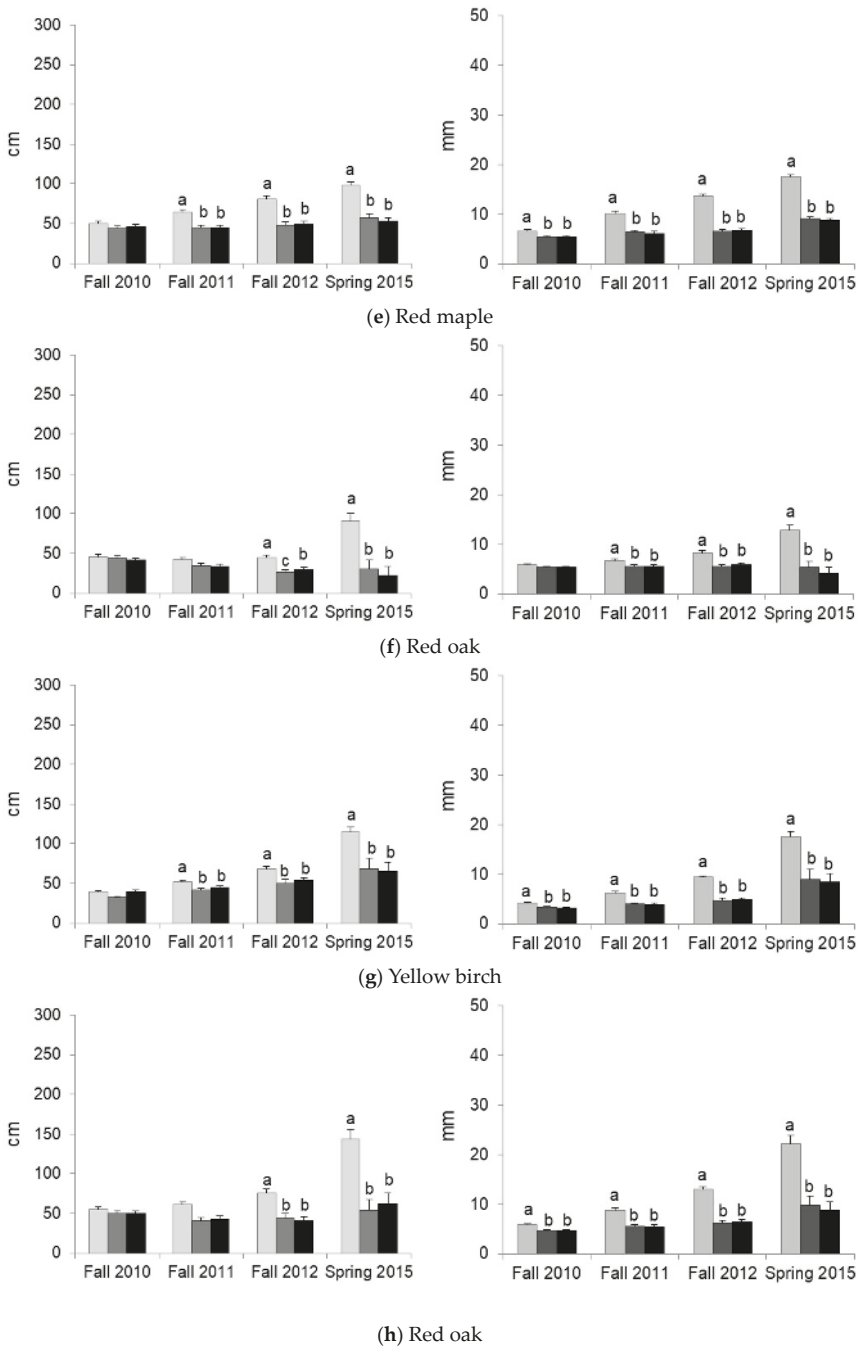 300
250
200
150
100
50
0
cm
a
b b
a
b b
a
b b
Fall 2010 Fall 2011 Fall 2012 Spring 2015
50
40
30
20
10
0
mm
a b b
a
b b
a
b b
a
b b
Fall 2010 Fall 2011 Fall 2012 Spring 2015
(e) Red maple
300
250
200
150
100
50
0
cm
a
c b
a
b b
Fall 2010 Fall 2011 Fall 2012 Spring 2015
50
40
30
20
10
0
mm
a b b
a
b b
a
b b
Fall 2010 Fall 2011 Fall 2012 Spring 2015
(f) Red oak
300
250
200
150
100
50
0
cm
a
b b
a
b b
a
b b
Fall 2010 Fall 2011 Fall 2012 Spring 2015
50
40
30
20
10
0
mm
a b b
a
b b
a
b b
a
b b
Fall 2010 Fall 2011 Fall 2012 Spring 2015
(g) Yellow birch
300
250
200
150
100
50
0
cm
a
b b
a
b b
Fall 2010 Fall 2011 Fall 2012 Spring 2015
50
40
30
20
10
0
mm
a b b
a
b b
a
b b
a
b b
Fall 2010 Fall 2011 Fall 2012 Spring 2015
(h) Red oak